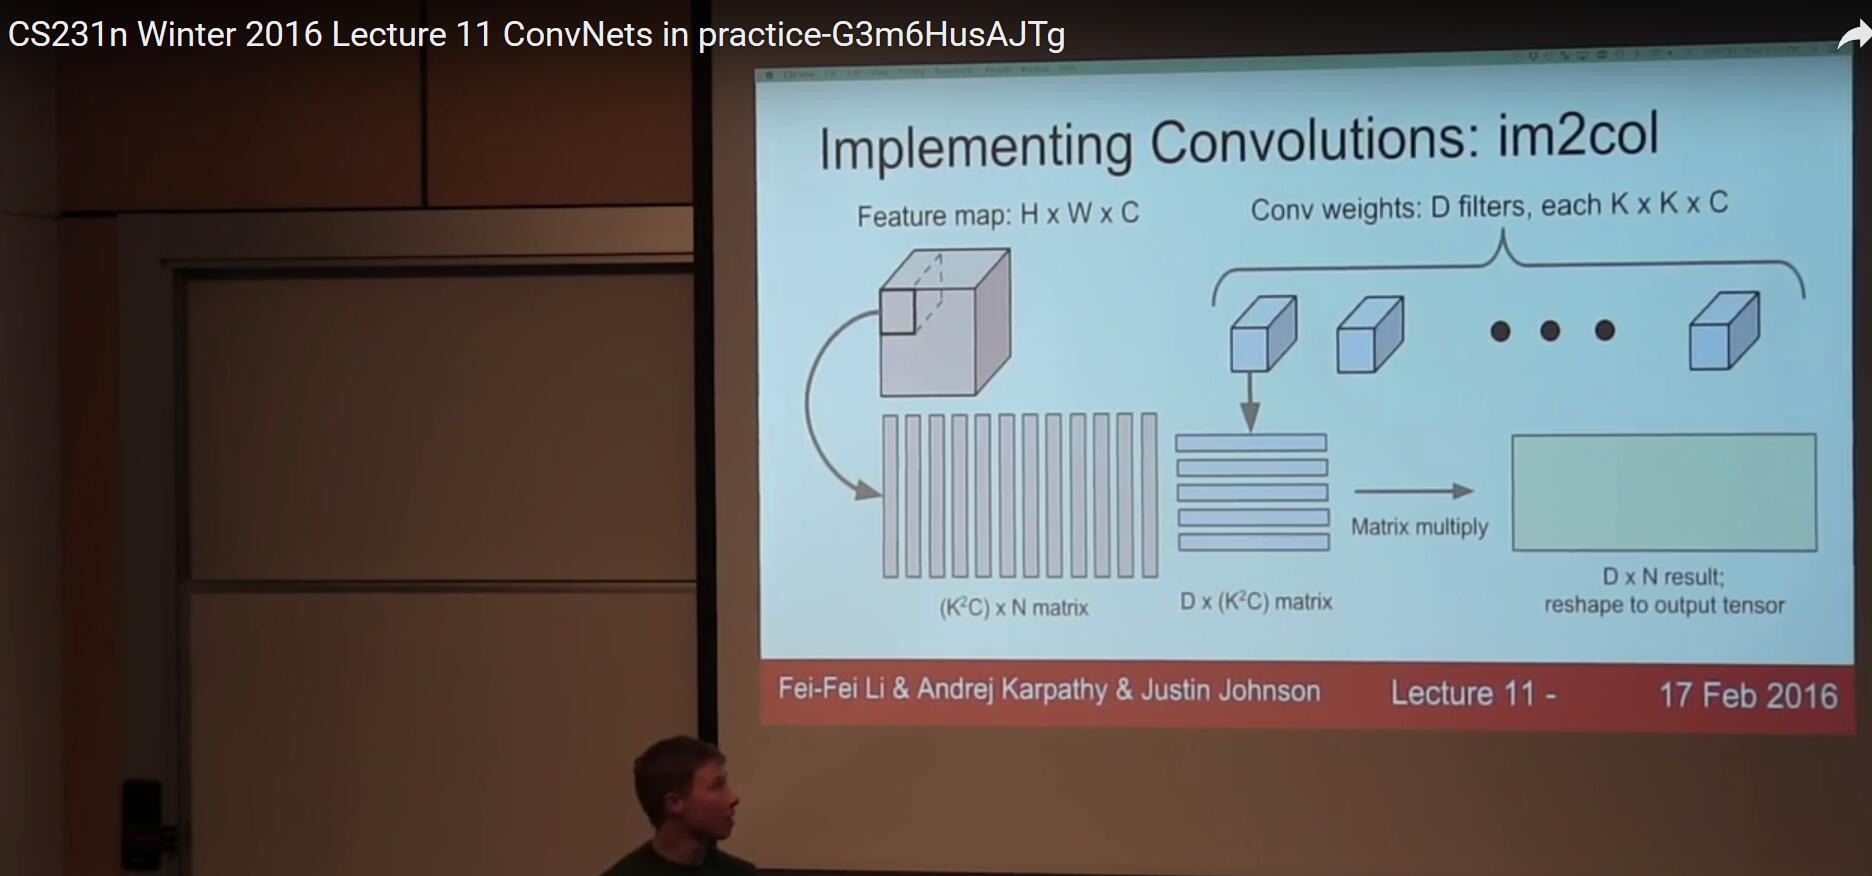 CS231n Winter 2016 Lecture 11 ConvNets in practice-G3m6HusAJTg
Implementing Convolutions: im2col
Feature map: H x W x C
Conv weights: D filters, each K x K x C
(K²C) x N matrix
D x (K²C) matrix
Matrix multiply
D x N result;
reshape to output tensor
Fei-Fei Li & Andrej Karpathy & Justin Johnson
Lecture 11 -
17 Feb 2016